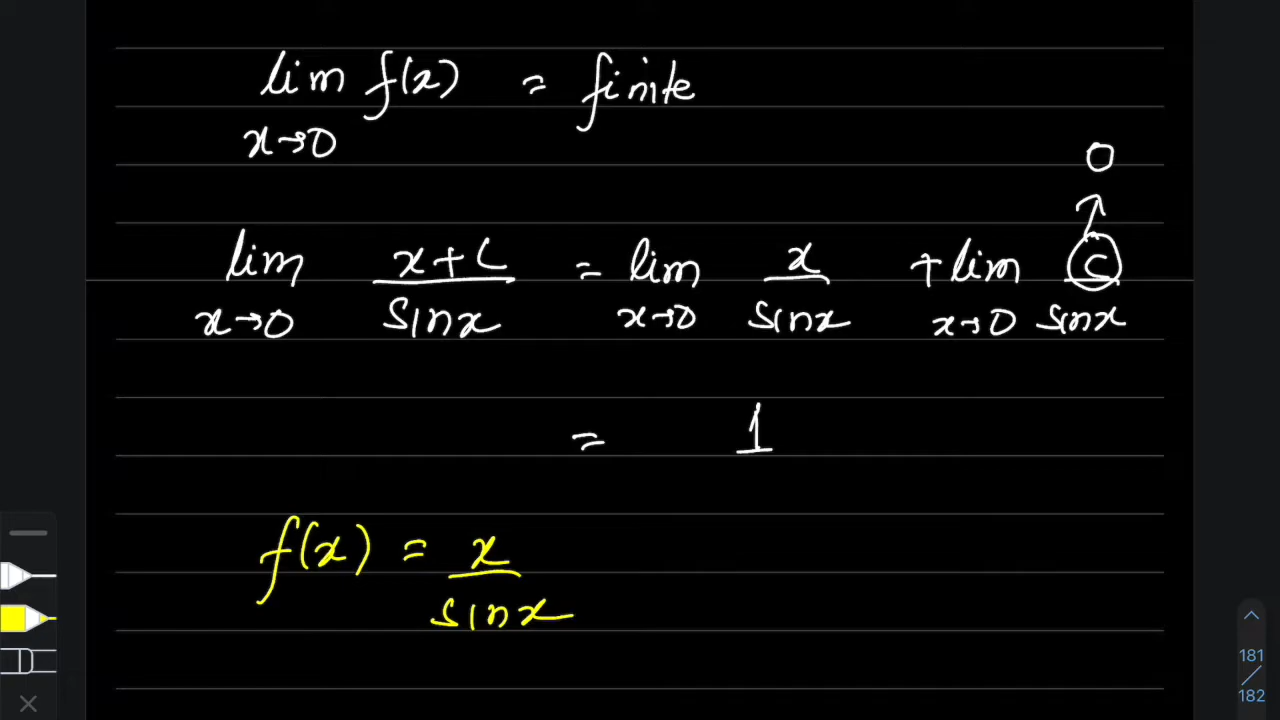 lim f(x) = finite
x→0
0
lim x+C = lim x + lim C
x→0 sinx x→0 sinx x→0 sinx
= 1
f(x) = x
sinx
181
182